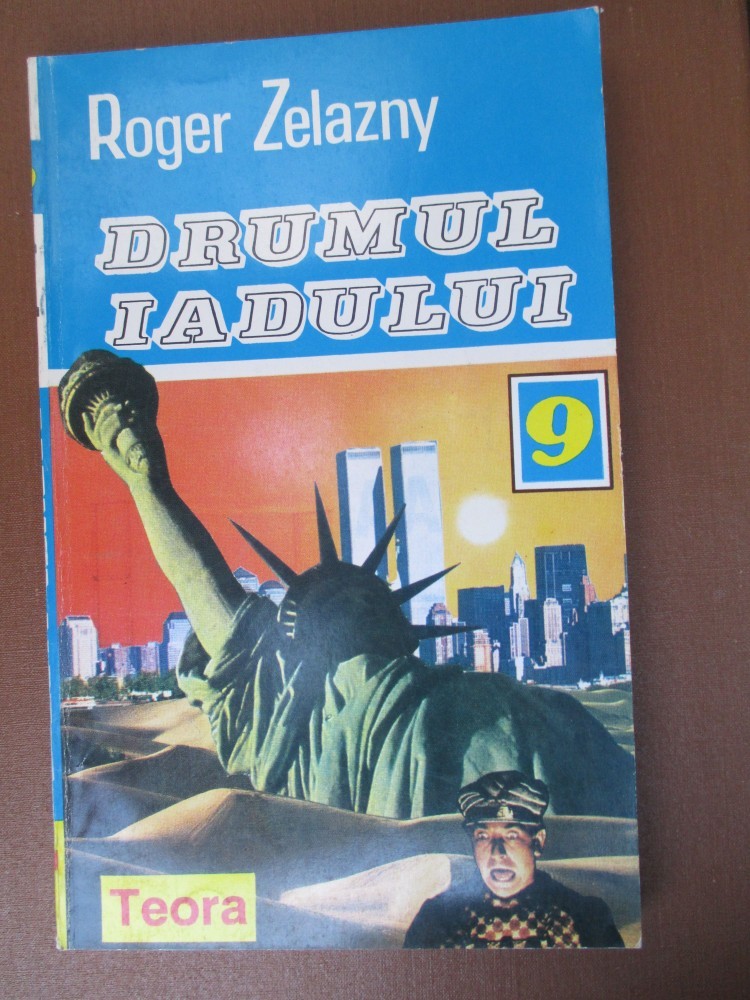 Roger Zelazny
DRUMUL
IADULUI
9
Teora